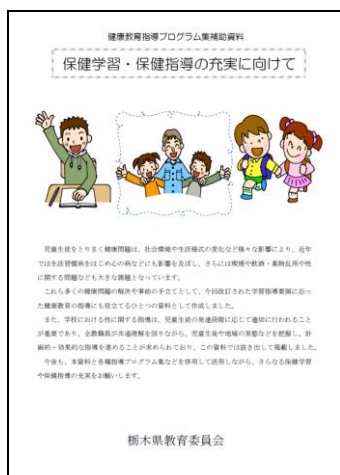 健康教育指導プログラム集補助資料
保健学習・保健指導の充実に向けて
児童生徒をとりまく健康問題は、社会環境や生活様式の変化など様々な影響により、近年
では生活習慣病をはじめ心の病などにも影響を及ぼし、さらには喫煙や飲酒・薬物乱用や性
に関する問題なども大きな課題となっています。
これら多くの健康問題の解決や事前の手立てとして、今回改訂された学習指導要領に沿っ
た健康教育の指導にも役立てるひとつの資料として作成しました。
また、学校における性に関する指導は、児童生徒の発達段階に応じて適切に行われること
が重要であり、全教職員が共通理解を図りながら、児童生徒や地域の実態などを把握し、計
画的・効果的な指導を進めることが求められており、この資料では抜き出して掲載しました。
今後も、本資料と各種指導プログラム集などを併用して活用しながら、さらなる保健学習
や保健指導の充実をお願いします。
栃木県教育委員会